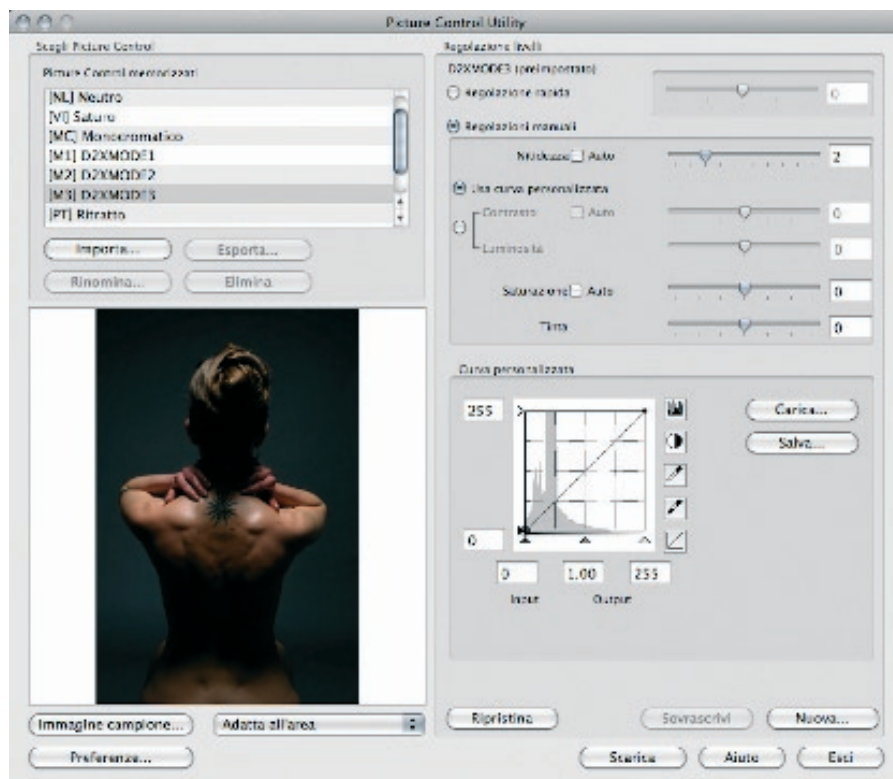 Picture Control Utility
Scegli Picture Control
Picture Control memorizzati
[NL] Neutro
[VI] Saturo
[MC] Monocromatico
[M1] D2XMODE1
[M2] D2XMODE2
[M3] D2XMODE3
[PT] Ritratto
Importa...
Esporta...
Rinomina...
Elimina
Immagine campione...
Adatta all'area
Preferenze...
Regolazione livelli
D2XMODE3 (preimpostato)
Regolazione rapida
0
Regolazioni manuali
Nitidezza Auto 2
Usa curva personalizzata
Contrasto Auto 0
Luminosità 0
Saturazione Auto 0
Tinta 0
Curva personalizzata
255
0
0 1.00 255
Input Output
Carica...
Salva...
Ripristina
Sovrascrivi
Nuova...
Scarica
Aiuto
Esci